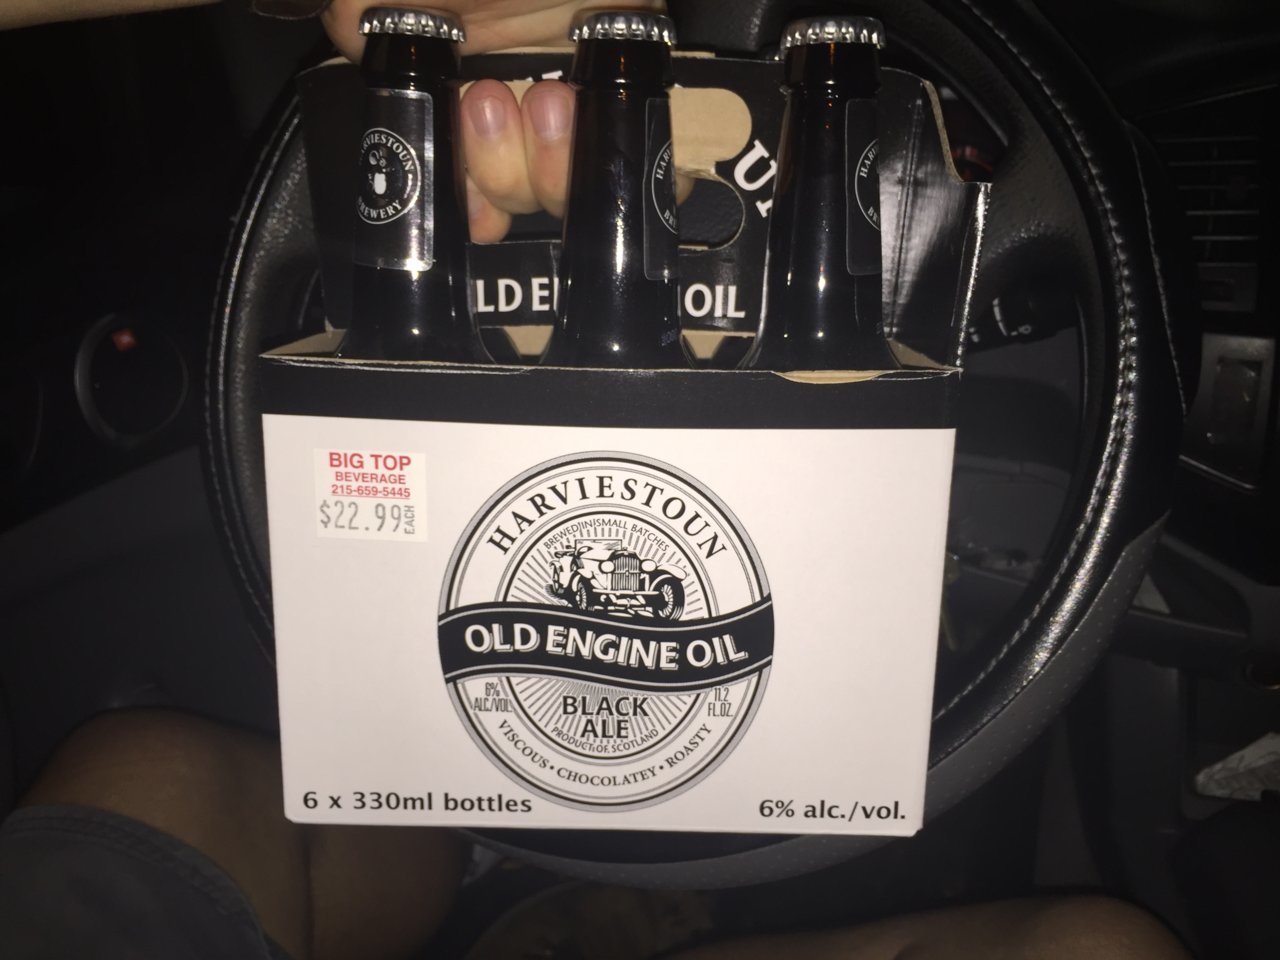 HARVIESTOUN
BREWERY
LD E
OIL
BIG TOP
BEVERAGE
215-659-5445
$22.99 EACH
HARVIESTOUN
BREWED IN SMALL BATCHES
OLD ENGINE OIL
6%
ALC./VOL.
11.2
FL.OZ.
BLACK
ALE
PRODUCT OF SCOTLAND
VISCOUS • CHOCOLATEY • ROASTY
6 x 330ml bottles
6% alc./vol.